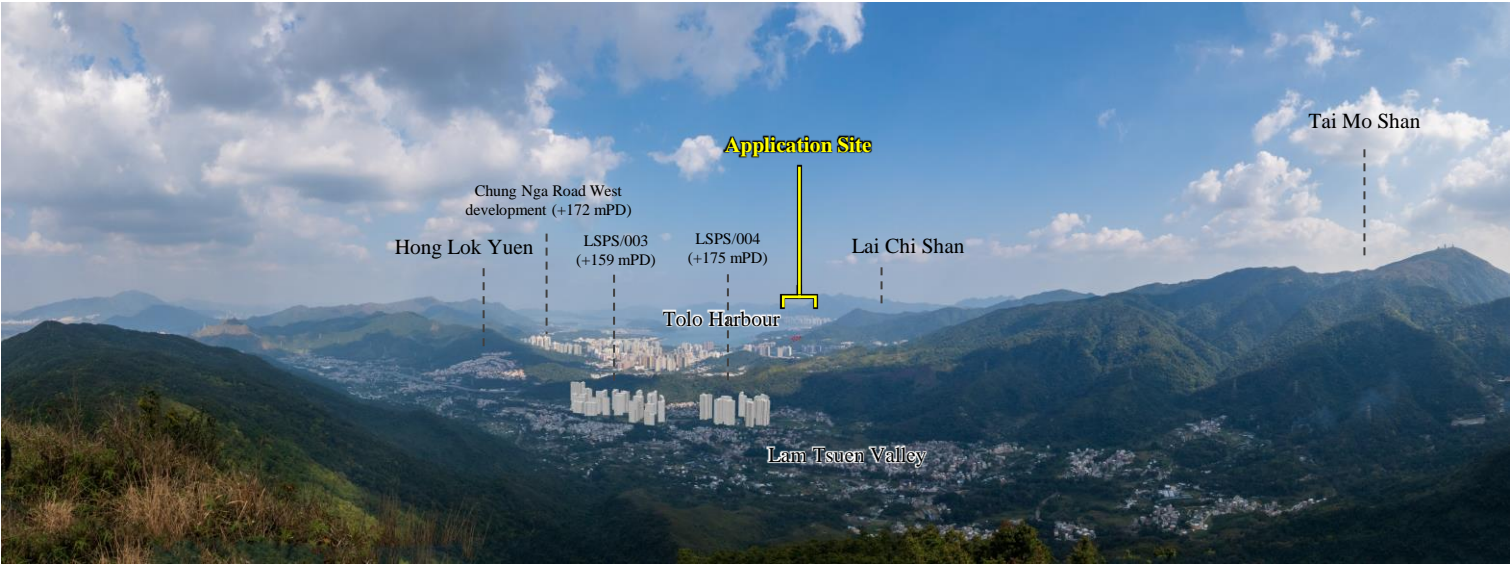 Tai Mo Shan
Application Site
Chung Nga Road West
development (+172 mPD)
Hong Lok Yuen
LSPS/003
(+159 mPD)
LSPS/004
(+175 mPD)
Lai Chi Shan
Tolo Harbour
Lam Tsuen Valley